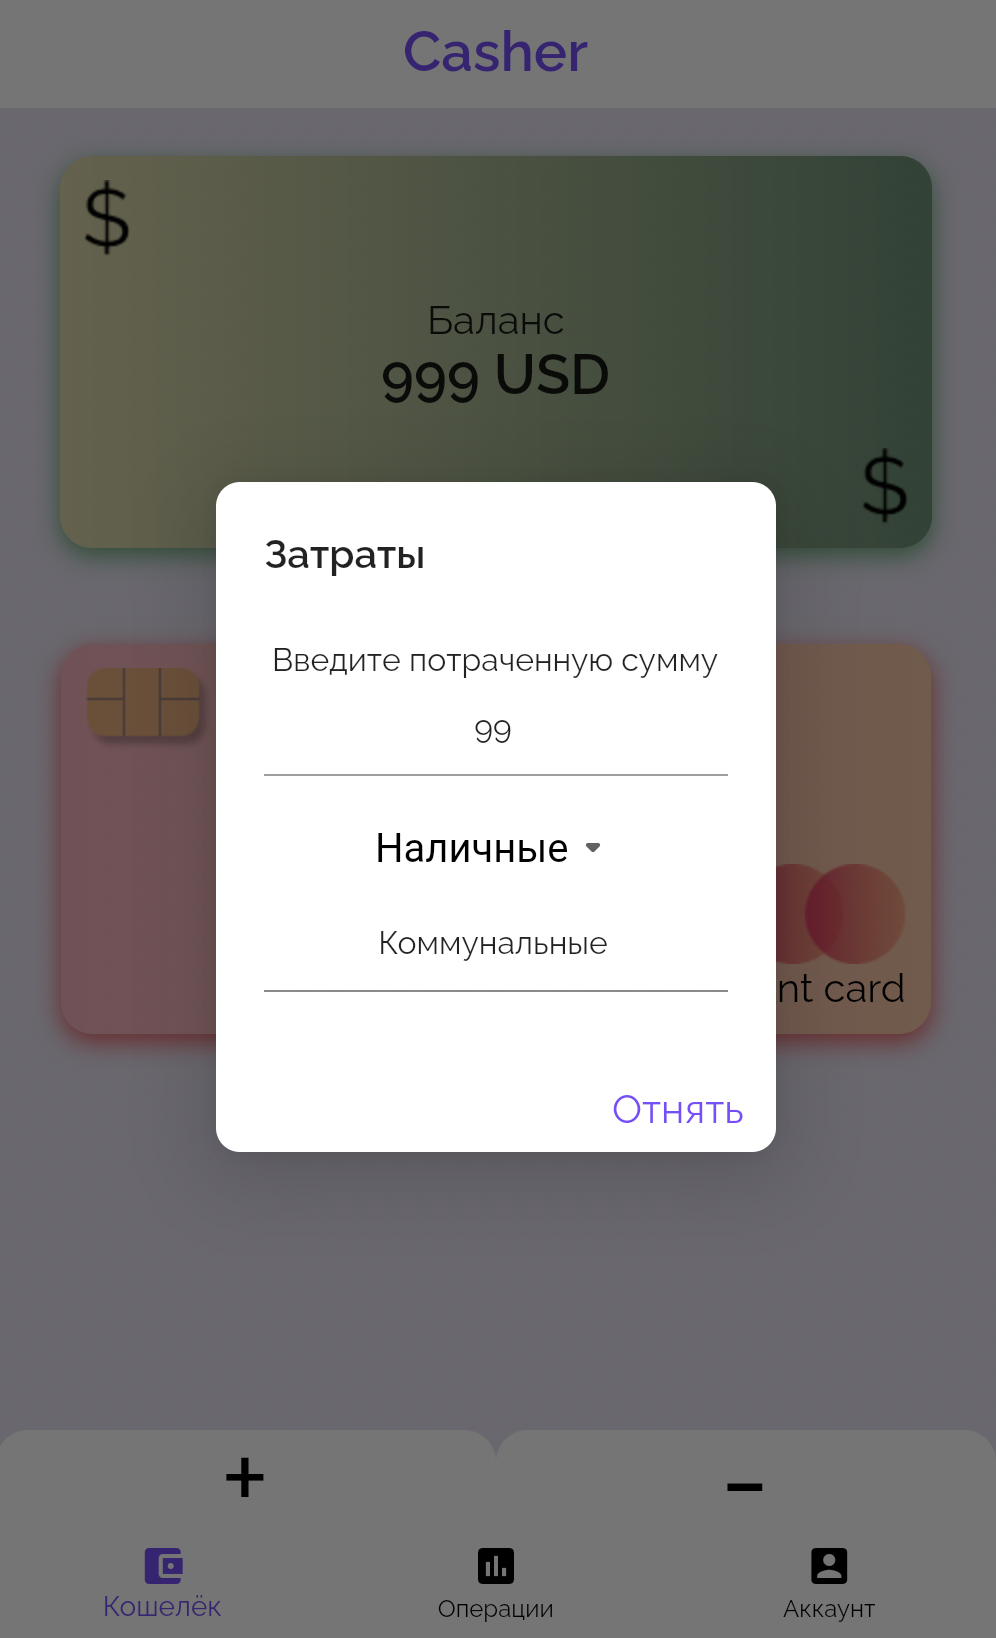 Casher
$
Баланс
999 USD
$
Затраты
Введите потраченную сумму
99
Наличные
Коммунальные
nt card
Отнять
+
–
Кошелёк
Операции
Аккаунт